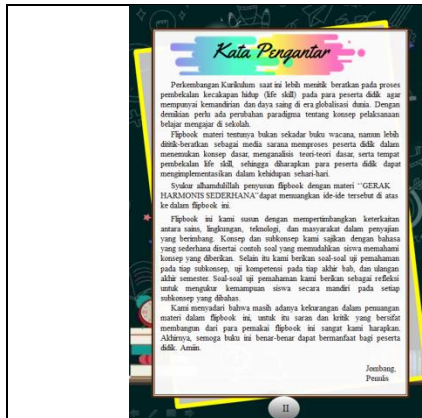 Kata Pengantar
Perkembangan Kurikulum saat ini lebih menitik beratkan pada proses
pembekalan kecakapan hidup (life skill) pada para peserta didik agar
mempunyai kemandirian dan daya saing di era globalisasi dunia. Dengan
demikian perlu ada perubahan paradigma tentang konsep pelaksanaan
belajar mengajar di sekolah.
Flipbook materi tentunya bukan sekadar buku wacana, namun lebih
dititik-beratkan sebagai media sarana memproses peserta didik dalam
menemukan konsep dasar, menganalisis teori-teori dasar, serta tempat
pembekalan life skill, sehingga diharapkan para peserta didik dapat
mengimplementasikan dalam kehidupan sehari-hari.
Syukur alhamdulillah penyusun flipbook dengan materi ''GERAK
HARMONIS SEDERHANA''dapat menuangkan ide-ide tersebut di atas
ke dalam flipbook ini.
Flipbook ini kami susun dengan mempertimbangkan keterkaitan
antara sains, lingkungan, teknologi, dan masyarakat dalam penyajian
yang berimbang. Konsep dan subkonsep kami sajikan dengan bahasa
yang sederhana disertai contoh soal yang memudahkan siswa memahami
konsep yang diberikan. Selain itu kami berikan soal-soal uji pemahaman
pada tiap subkonsep, uji kompetensi pada tiap akhir bab, dan ulangan
akhir semester. Soal-soal uji pemahaman kami berikan sebagai refleksi
untuk mengukur kemampuan siswa secara mandiri pada setiap
subkonsep yang dibahas.
Kami menyadari bahwa masih adanya kekurangan dalam penuangan
materi dalam flipbook ini, untuk itu saran dan kritik yang bersifat
membangun dari para pemakai flipbook ini sangat kami harapkan.
Akhirnya, semoga buku ini benar-benar dapat bermanfaat bagi peserta
didik. Amiin.
Jombang,
Penulis
II